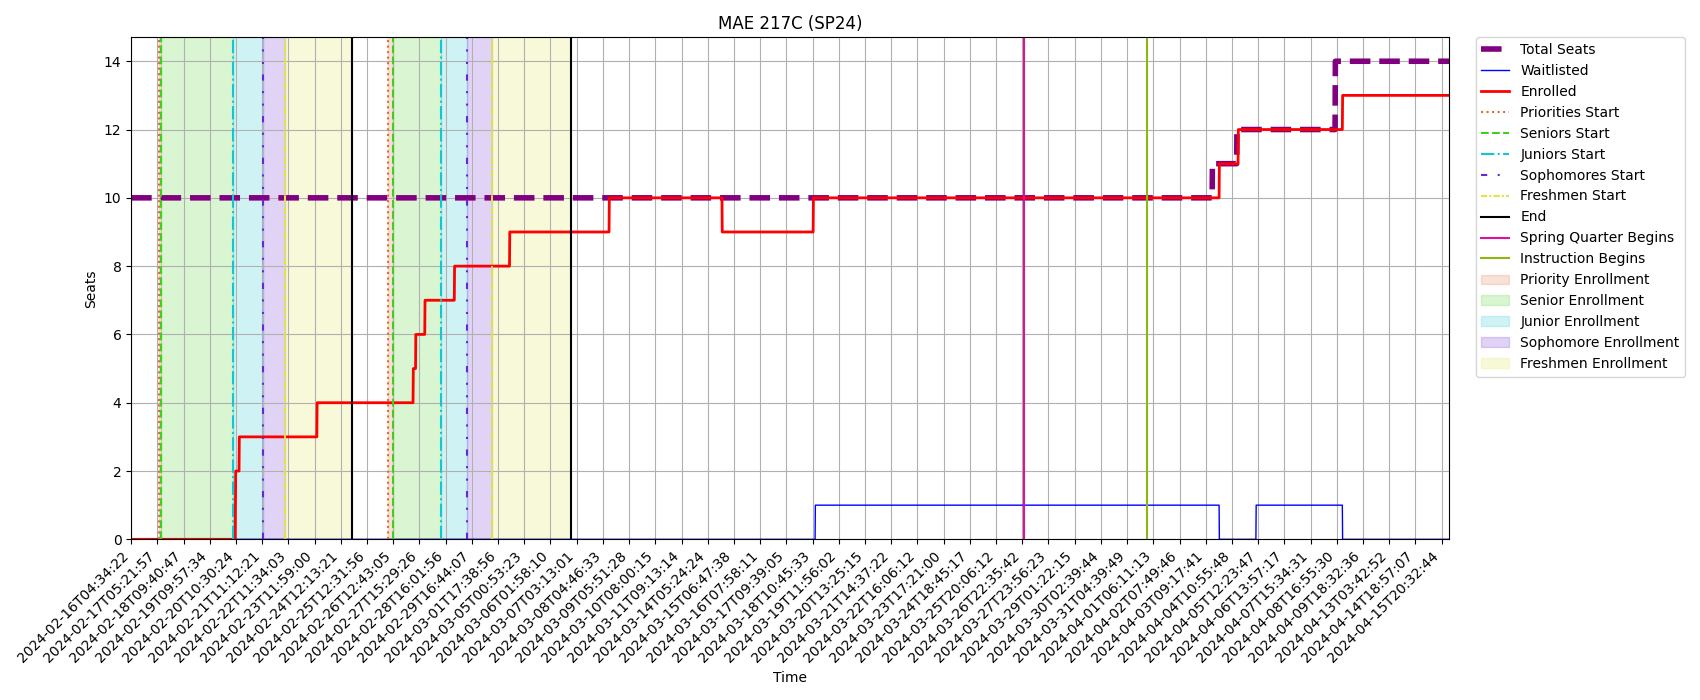 MAE 217C (SP24)
Seats
14
12
10
8
6
4
2
0
2024-02-16T04:34:22
2024-02-17T05:21:57
2024-02-18T09:40:47
2024-02-19T09:57:34
2024-02-20T10:30:24
2024-02-21T11:12:21
2024-02-22T11:34:03
2024-02-23T11:59:00
2024-02-24T12:13:21
2024-02-25T12:31:56
2024-02-26T12:43:05
2024-02-27T15:29:26
2024-02-28T16:01:56
2024-02-29T16:44:07
2024-03-01T17:38:56
2024-03-05T00:53:23
2024-03-06T01:58:10
2024-03-07T03:13:01
2024-03-08T04:46:33
2024-03-09T05:51:28
2024-03-10T08:00:15
2024-03-11T09:13:14
2024-03-14T05:24:24
2024-03-15T06:47:38
2024-03-16T07:58:11
2024-03-17T09:39:05
2024-03-18T10:45:33
2024-03-19T11:56:02
2024-03-20T13:25:15
2024-03-21T14:37:22
2024-03-22T16:06:12
2024-03-23T17:21:00
2024-03-24T18:45:17
2024-03-25T20:06:12
2024-03-26T22:35:42
2024-03-27T23:56:23
2024-03-29T01:22:15
2024-03-30T02:39:44
2024-03-31T04:39:49
2024-04-01T06:11:13
2024-04-02T07:49:46
2024-04-03T09:17:41
2024-04-04T10:55:48
2024-04-05T12:23:47
2024-04-06T13:57:17
2024-04-07T15:34:31
2024-04-08T16:55:30
2024-04-09T18:32:36
2024-04-13T03:42:52
2024-04-14T18:57:07
2024-04-15T20:32:44
Time
Total Seats
Waitlisted
Enrolled
Priorities Start
Seniors Start
Juniors Start
Sophomores Start
Freshmen Start
End
Spring Quarter Begins
Instruction Begins
Priority Enrollment
Senior Enrollment
Junior Enrollment
Sophomore Enrollment
Freshmen Enrollment